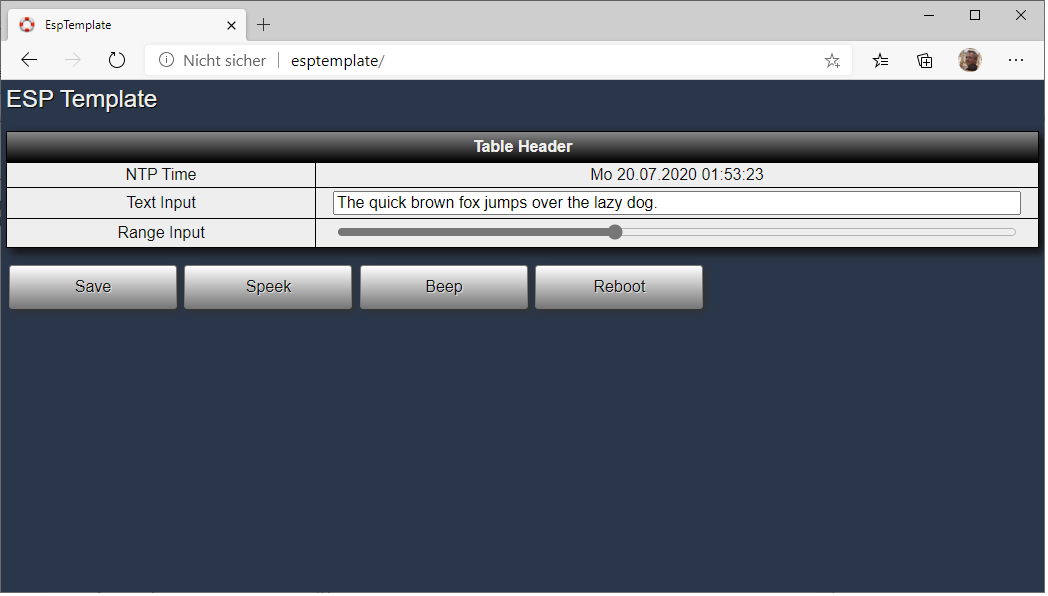 EspTemplate
Nicht sicher esptemplate/
ESP Template
Table Header
NTP Time Mo 20.07.2020 01:53:23
Text Input The quick brown fox jumps over the lazy dog.
Range Input
Save Speek Beep Reboot